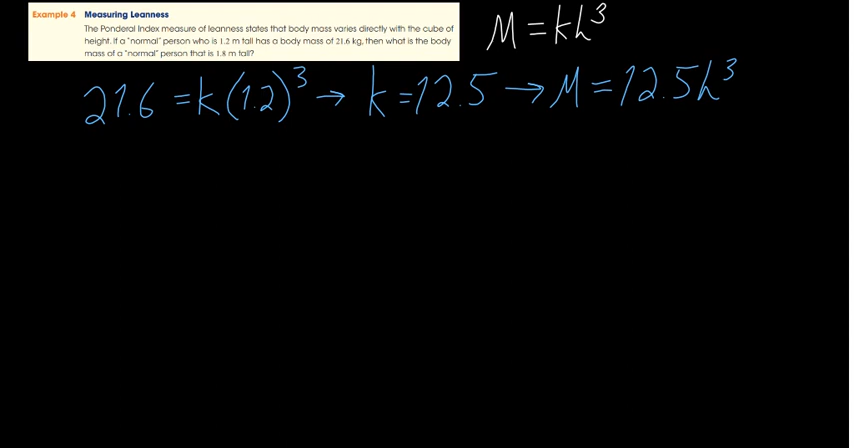 Example 4 Measuring Leanness
The Ponderal Index measure of leanness states that body mass varies directly with the cube of
height. If a "normal" person who is 1.2 m tall has a body mass of 21.6 kg, then what is the body
mass of a "normal" person that is 1.8 m tall?
M = kh³
21.6 = k(1.2)³ → k = 12.5 → M = 12.5h³